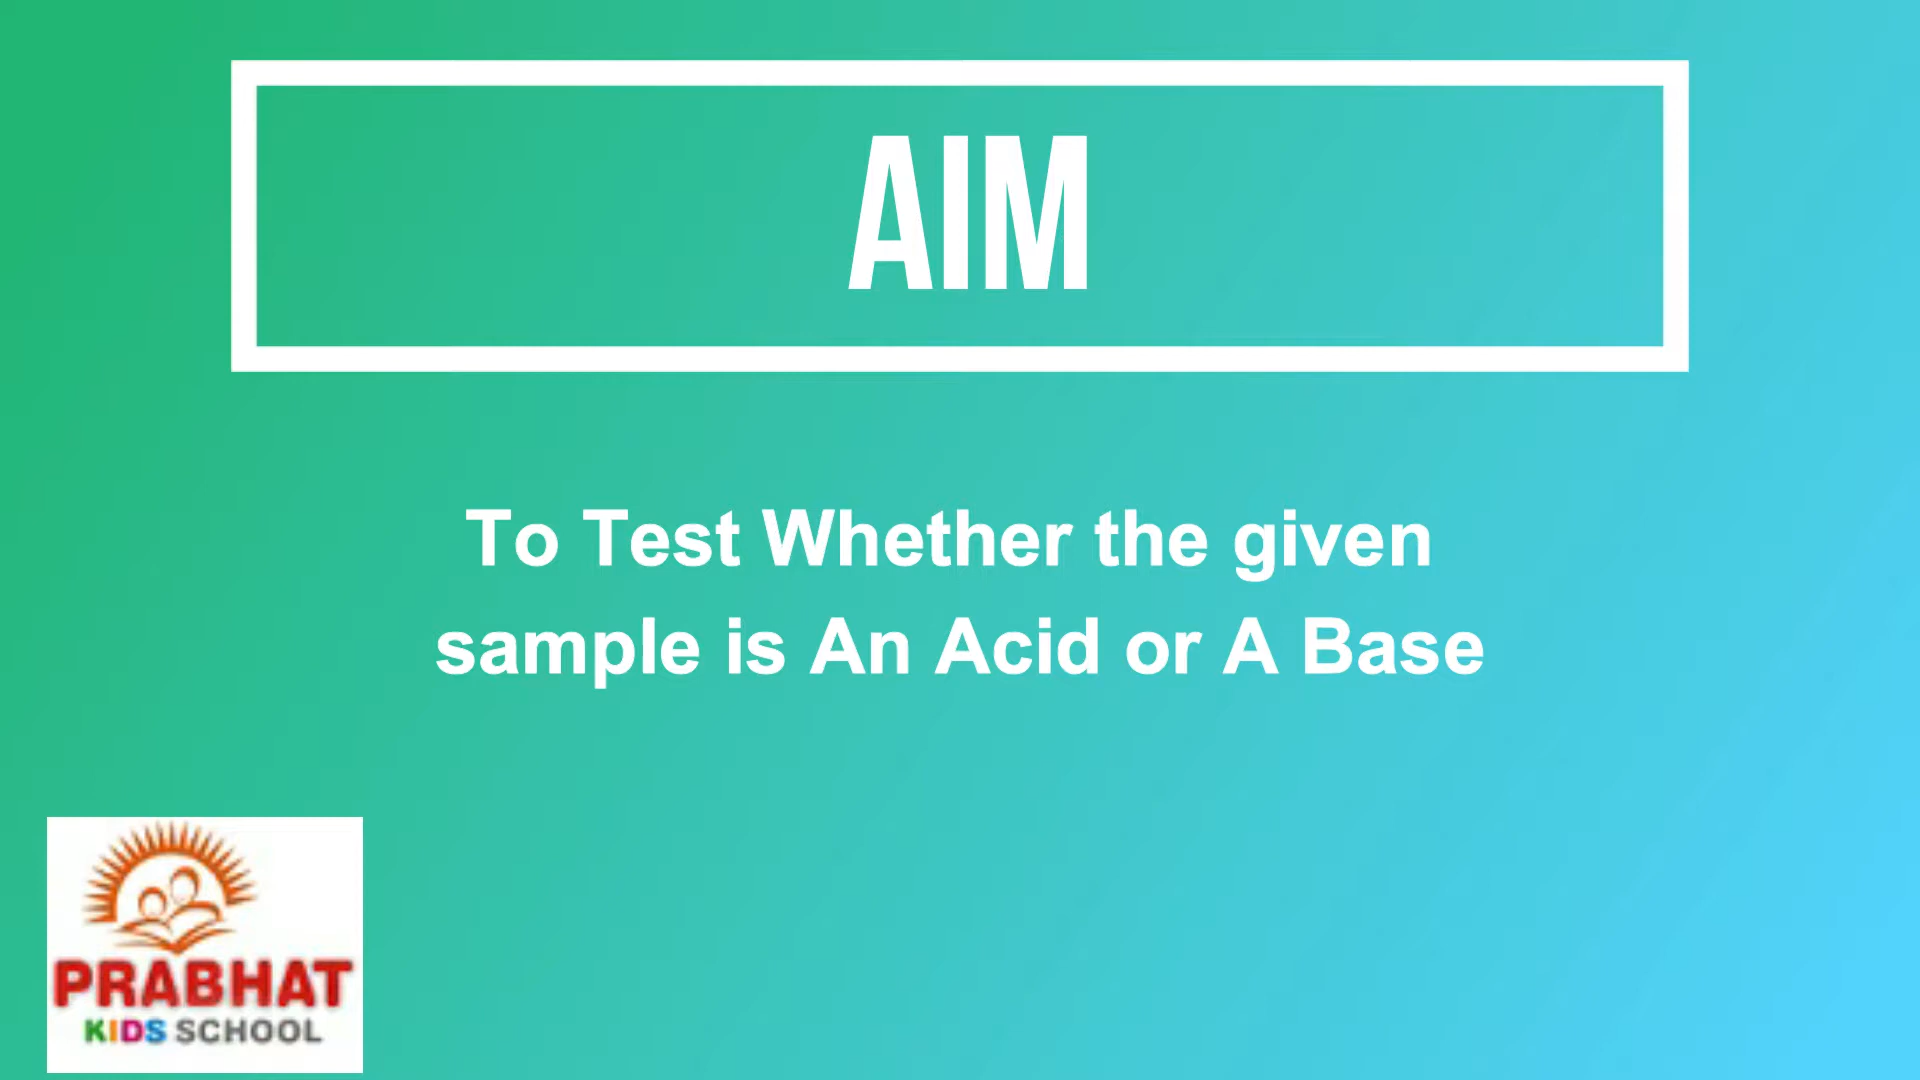 AIM
To Test Whether the given
sample is An Acid or A Base
PRABHAT
KIDS SCHOOL